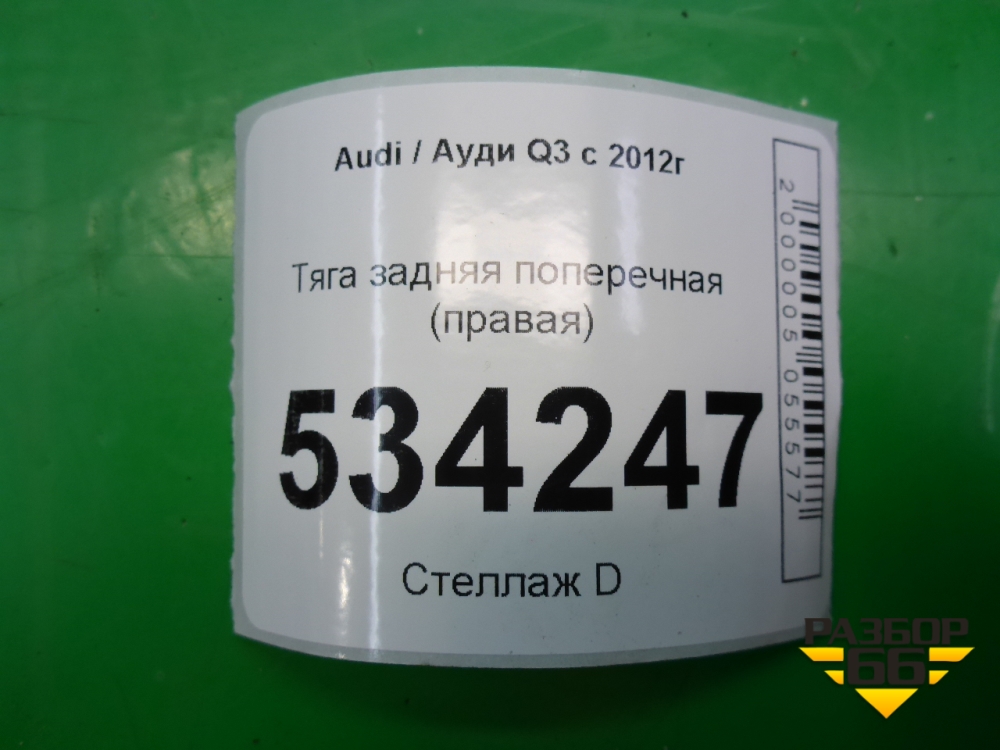 Audi / Ауди Q3 с 2012г
Тяга задняя поперечная
(правая)
534247
Стеллаж D
2000005055577
РАЗБОР
66